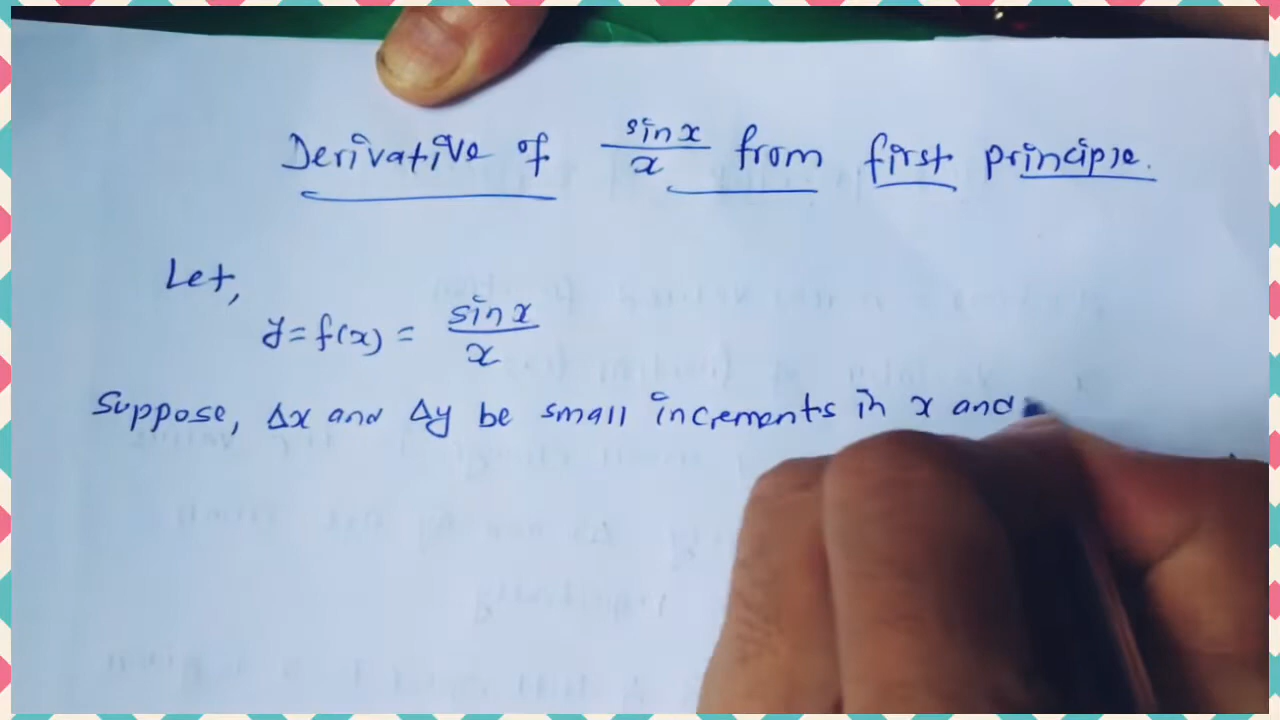 Derivative of sinx/x from first principle.
Let,
y = f(x) = sinx/x
Suppose, Δx and Δy be small increments in x and